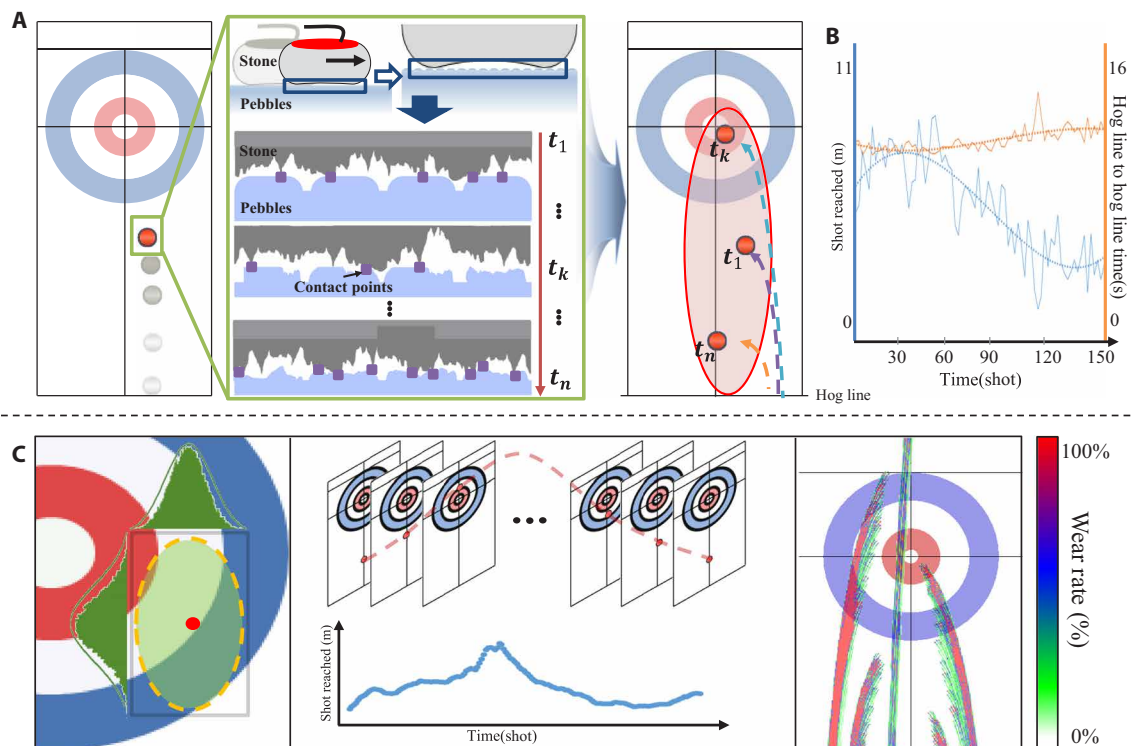 A
Stone
Pebbles
Stone
Pebbles
Contact points
t₁
tₖ
tₙ
tₖ
t₁
tₙ
Hog line
B
11
0
Shot reached (m)
16
0
Hog line to hog line time(s)
30 60 90 120 150
Time(shot)
C
Shot reached (m)
Time(shot)
100%
0%
Wear rate (%)